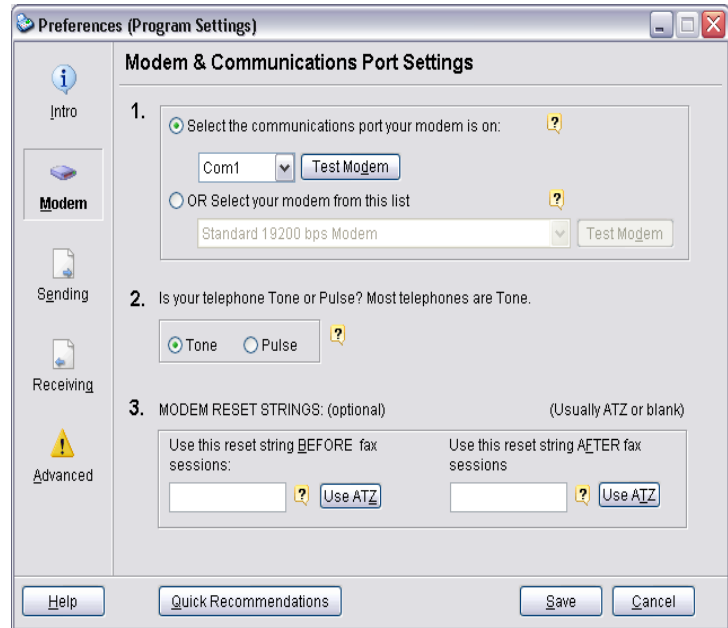 Preferences (Program Settings)
Intro
Modem
Sending
Receiving
Advanced
Modem & Communications Port Settings
1.
Select the communications port your modem is on:
?
Com1
Test Modem
OR Select your modem from this list
?
Standard 19200 bps Modem
Test Modem
2. Is your telephone Tone or Pulse? Most telephones are Tone.
Tone
Pulse
?
3. MODEM RESET STRINGS: (optional)
(Usually ATZ or blank)
Use this reset string BEFORE fax
sessions:
? Use ATZ
Use this reset string AFTER fax
sessions
? Use ATZ
Help
Quick Recommendations
Save
Cancel